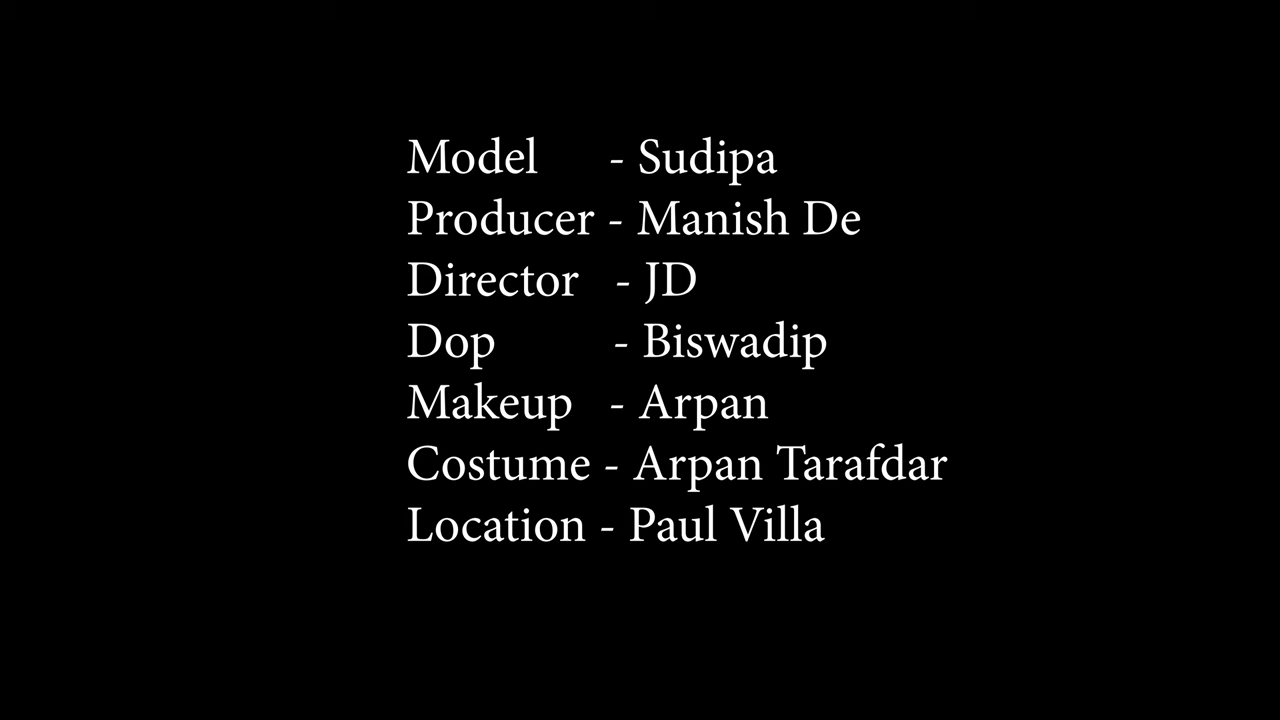 Model - Sudipa
Producer - Manish De
Director - JD
Dop - Biswadip
Makeup - Arpan
Costume - Arpan Tarafdar
Location - Paul Villa